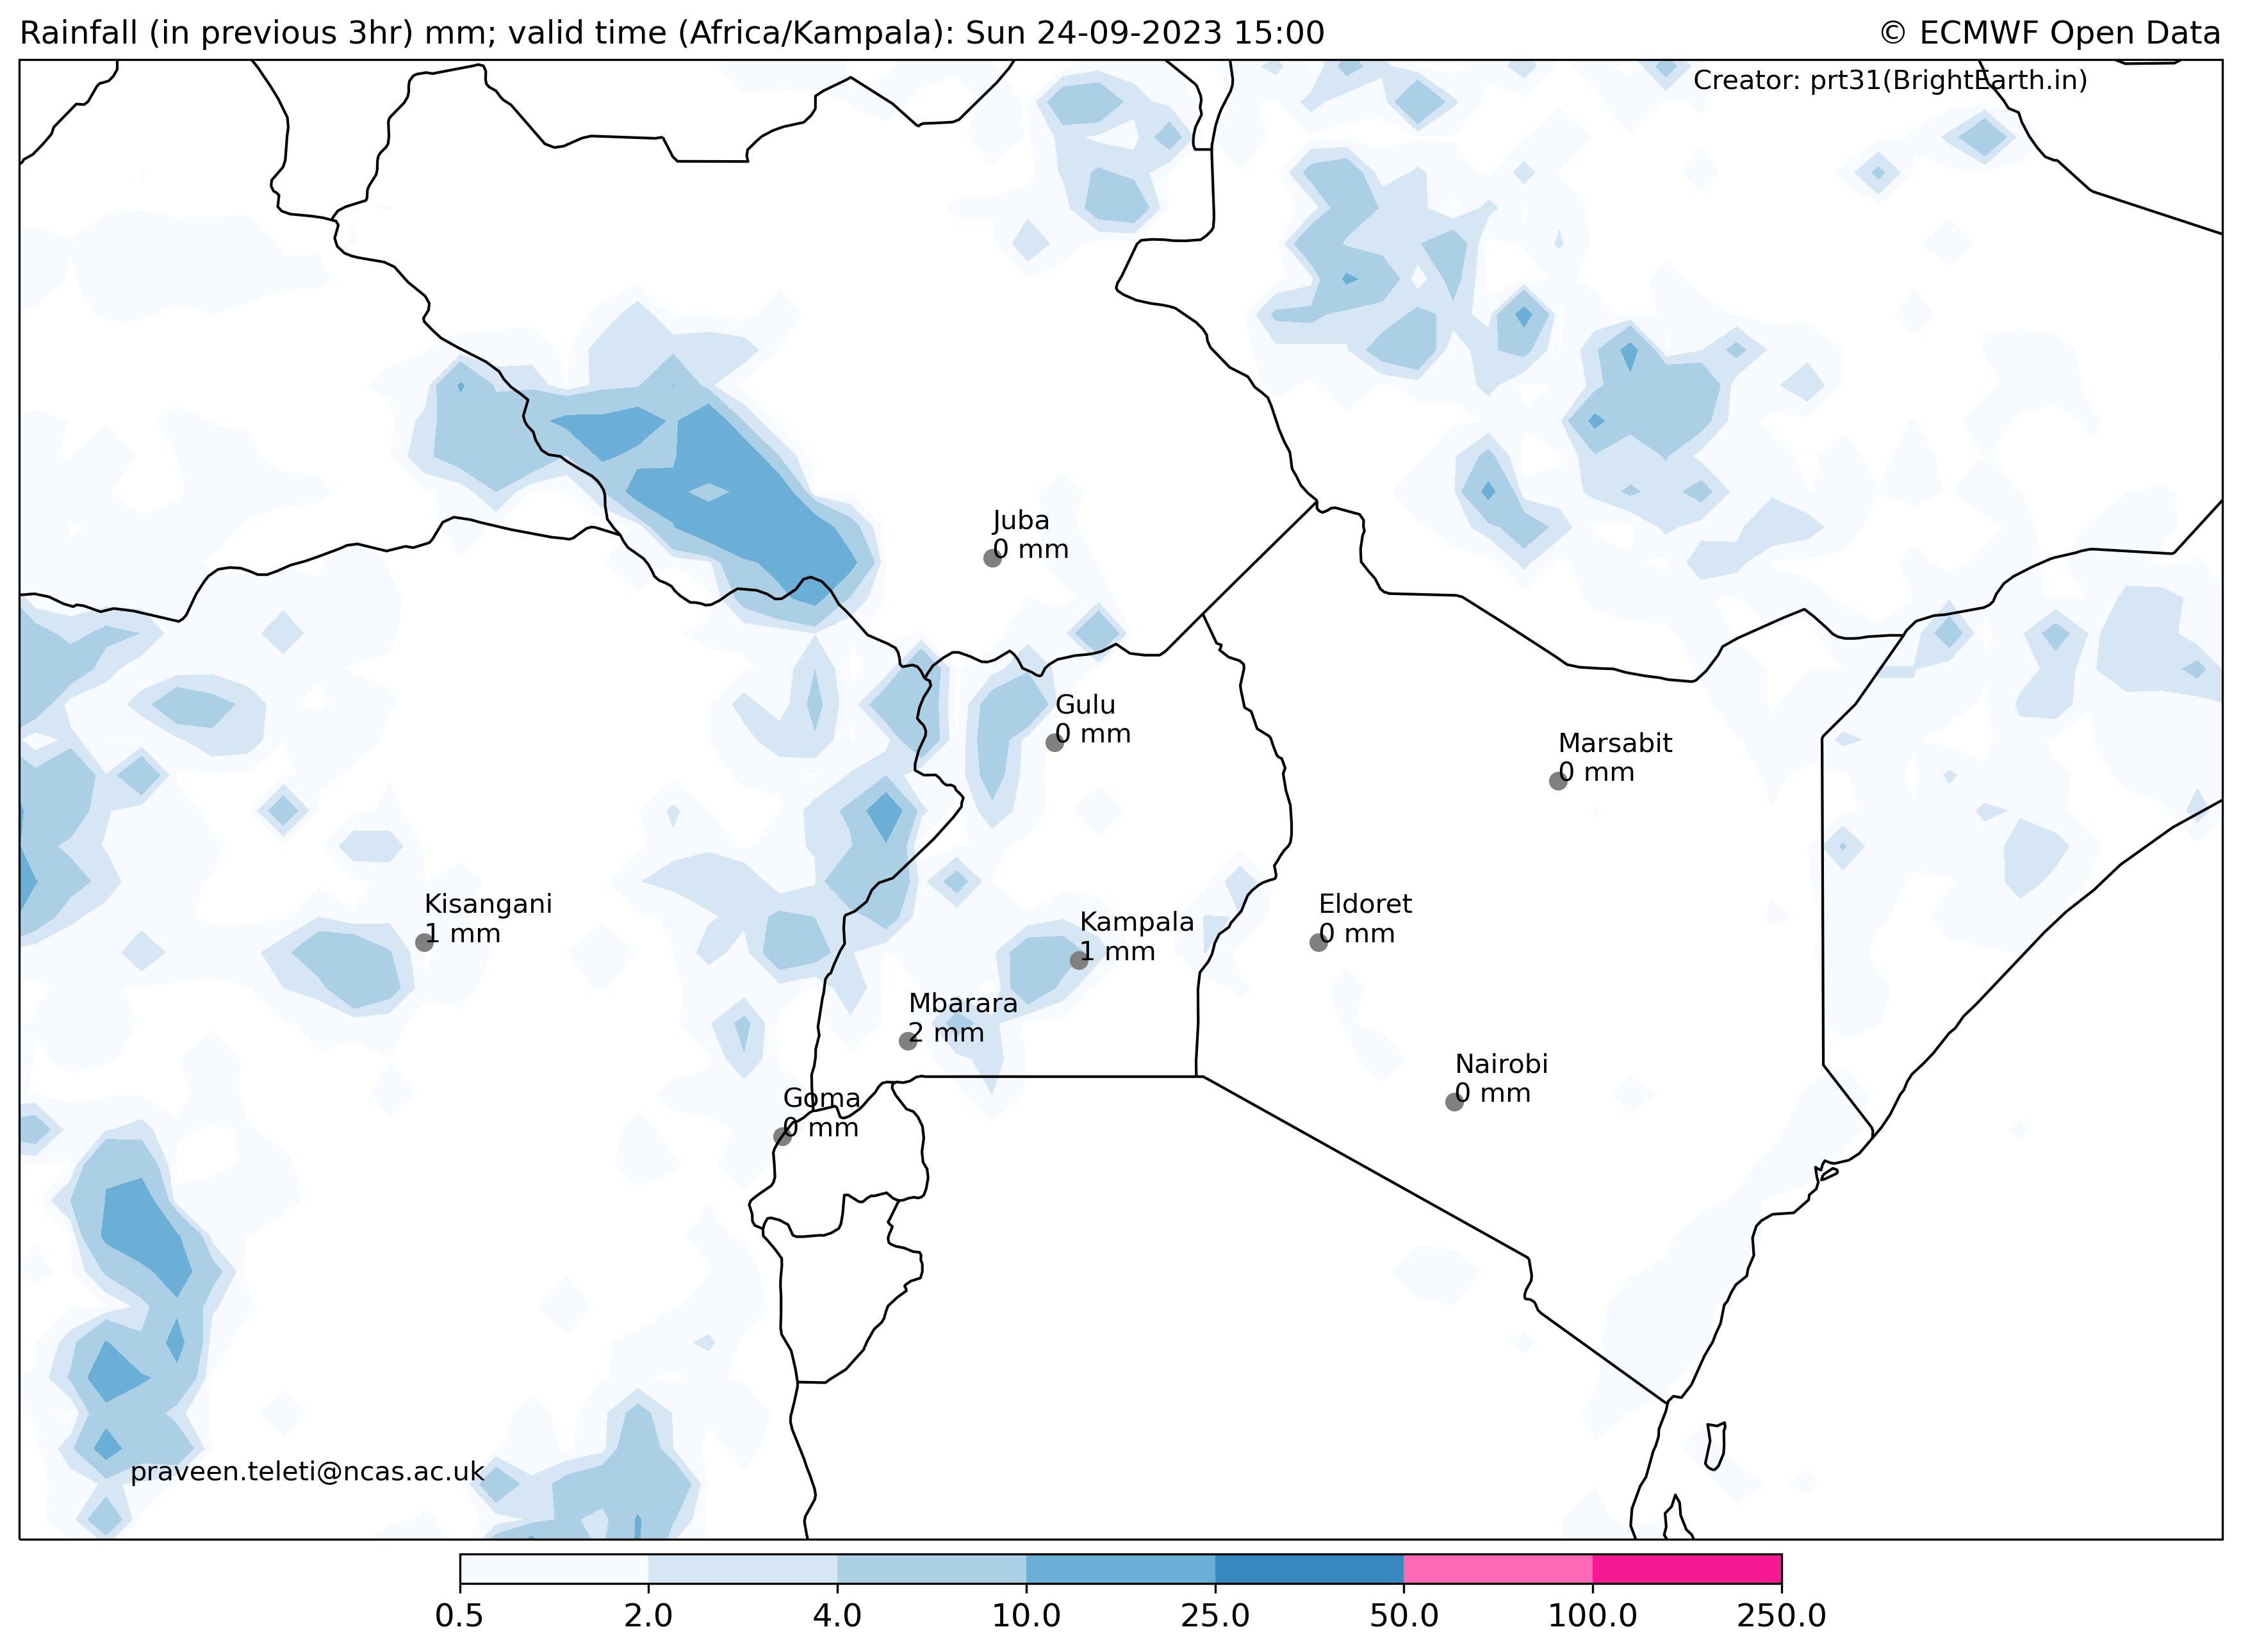 Rainfall (in previous 3hr) mm; valid time (Africa/Kampala): Sun 24-09-2023 15:00
© ECMWF Open Data
Creator: prt31(BrightEarth.in)
Juba
0 mm
Gulu
0 mm
Marsabit
0 mm
Kisangani
1 mm
Eldoret
0 mm
Kampala
1 mm
Mbarara
2 mm
Nairobi
0 mm
Goma
0 mm
praveen.teleti@ncas.ac.uk
0.5 2.0 4.0 10.0 25.0 50.0 100.0 250.0